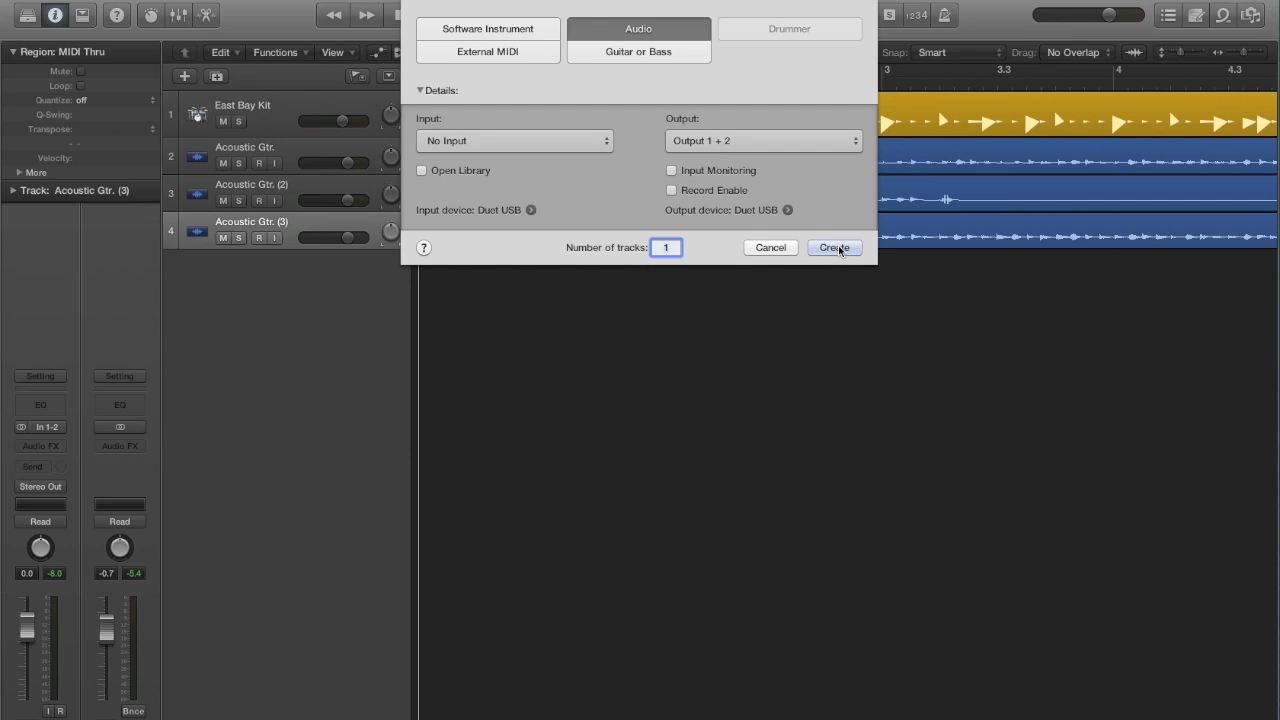 1234
Software Instrument
Audio
Drummer
External MIDI
Guitar or Bass
Region: MIDI Thru
Edit
Functions
View
Snap: Smart
Drag: No Overlap
Mute:
Loop:
Quantize: off
Q-Swing:
Transpose:
Velocity:
More
Track: Acoustic Gtr. (3)
3
3.3
4
4.3
Details:
Input:
Output:
No Input
Output 1 + 2
Open Library
Input Monitoring
Record Enable
Input device: Duet USB
Output device: Duet USB
Number of tracks: 1
Cancel
Create
1
East Bay Kit
M S
2
Acoustic Gtr.
M S R I
3
Acoustic Gtr. (2)
M S R I
4
Acoustic Gtr. (3)
M S R I
Setting
Setting
EQ
EQ
In 1-2
Audio FX
Audio FX
Send
Stereo Out
Read
Read
0.0
-8.0
-0.7
-5.4
I R
Bnce